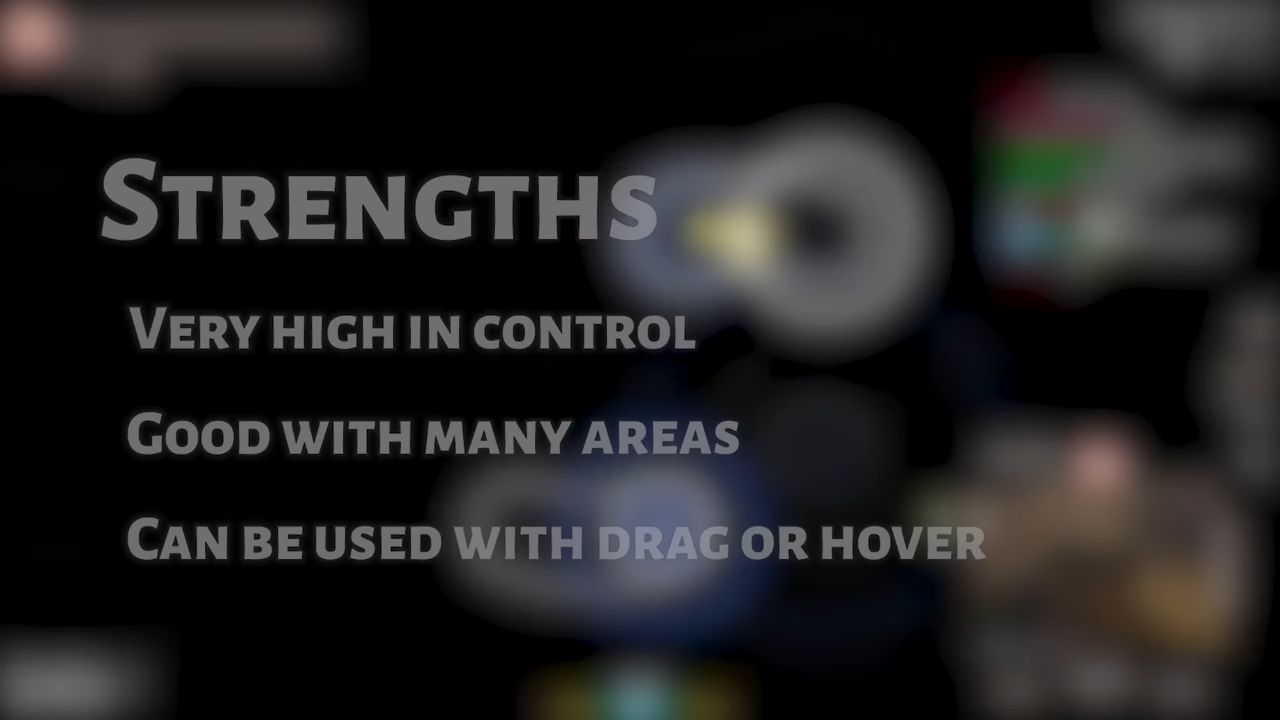 Strengths
Very high in control
Good with many areas
Can be used with drag or hover